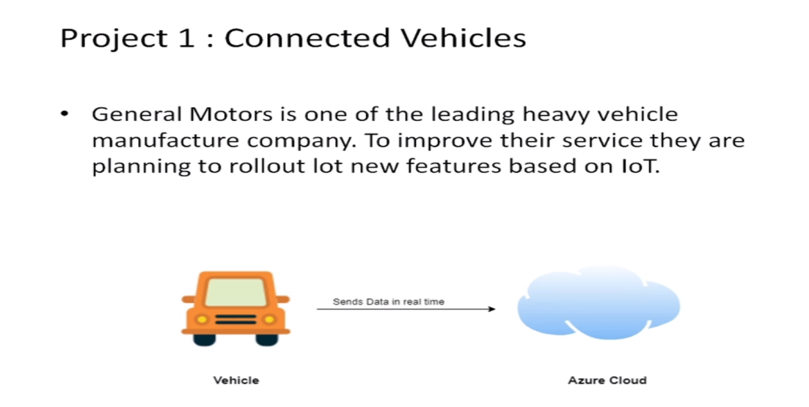 Project 1 : Connected Vehicles
• General Motors is one of the leading heavy vehicle
manufacture company. To improve their service they are
planning to rollout lot new features based on IoT.
Sends Data in real time
Vehicle
Azure Cloud